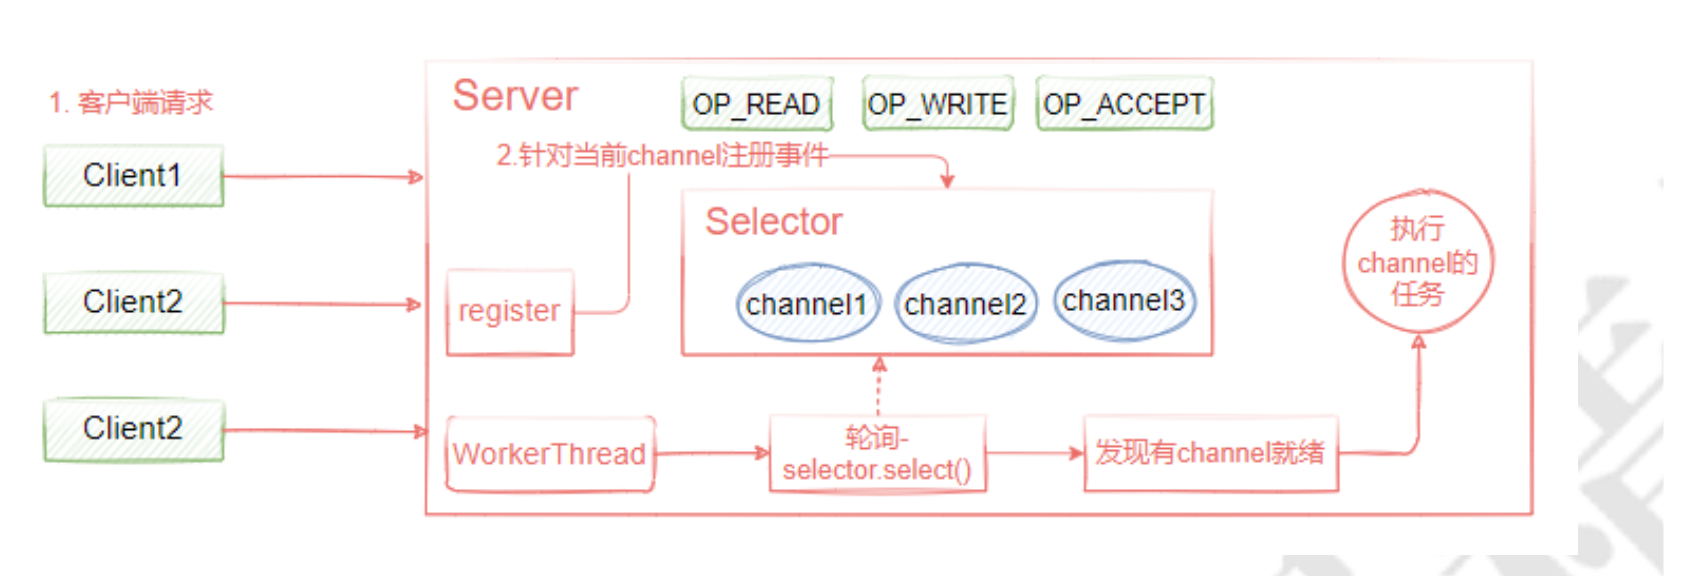 1. 客户端请求
Client1
Client2
Client2
Server
OP_READ
OP_WRITE
OP_ACCEPT
2.针对当前channel注册事件
register
Selector
channel1
channel2
channel3
WorkerThread
轮询-
selector.select()
发现有channel就绪
执行
channel的
任务